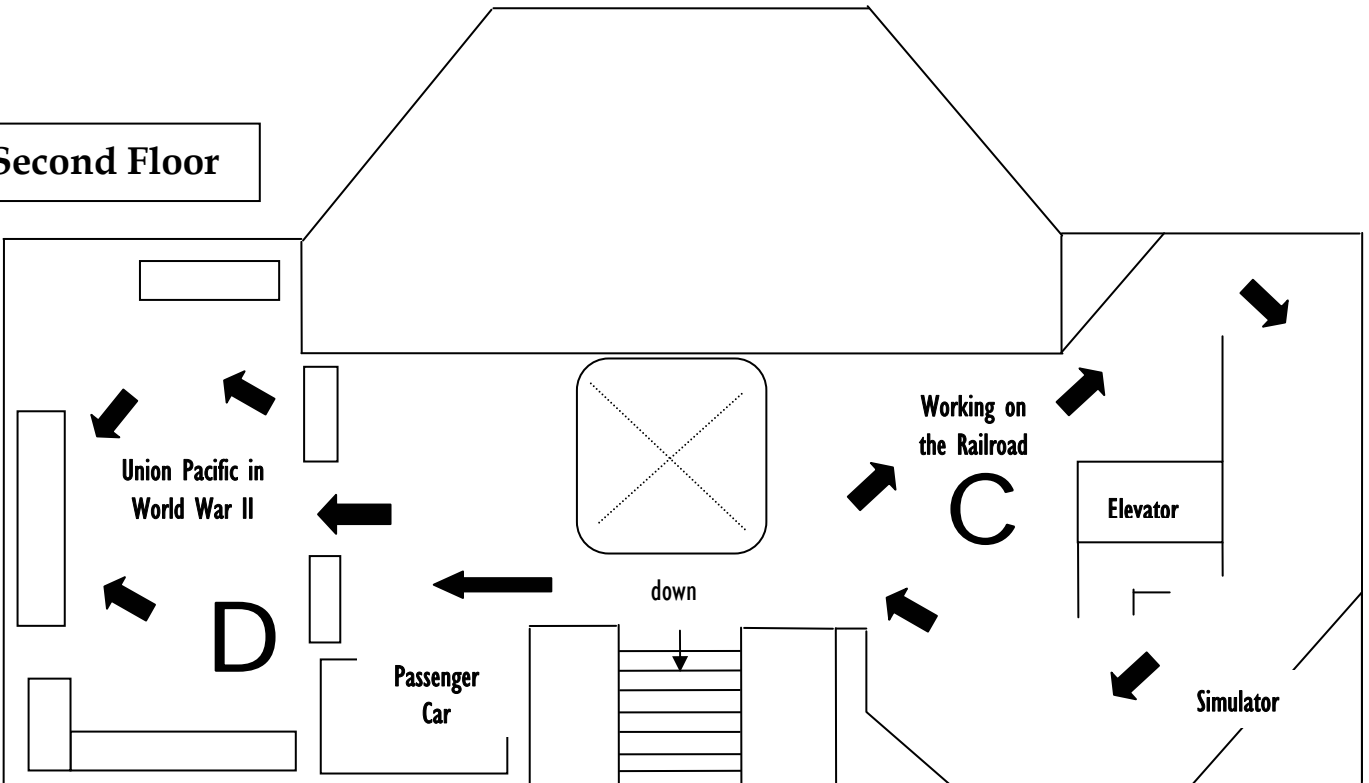 Second Floor
Working on
the Railroad
C
Elevator
Union Pacific in
World War II
D
down
Passenger
Car
Simulator